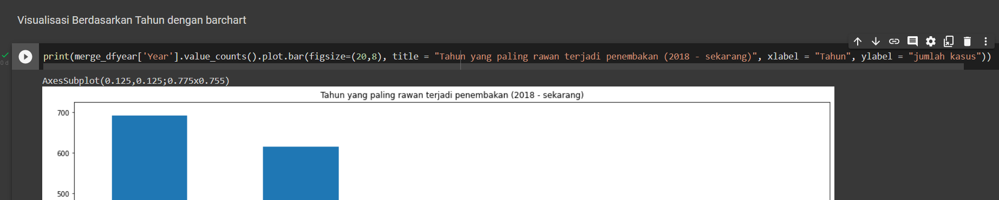 Visualisasi Berdasarkan Tahun dengan barchart
print(merge_dfyear['Year'].value_counts().plot.bar(figsize=(20,8), title = "Tahun yang paling rawan terjadi penembakan (2018 - sekarang)", xlabel = "Tahun", ylabel = "jumlah kasus"))
0 d
AxesSubplot(0.125,0.125;0.775x0.755)
Tahun yang paling rawan terjadi penembakan (2018 - sekarang)
700
600
500